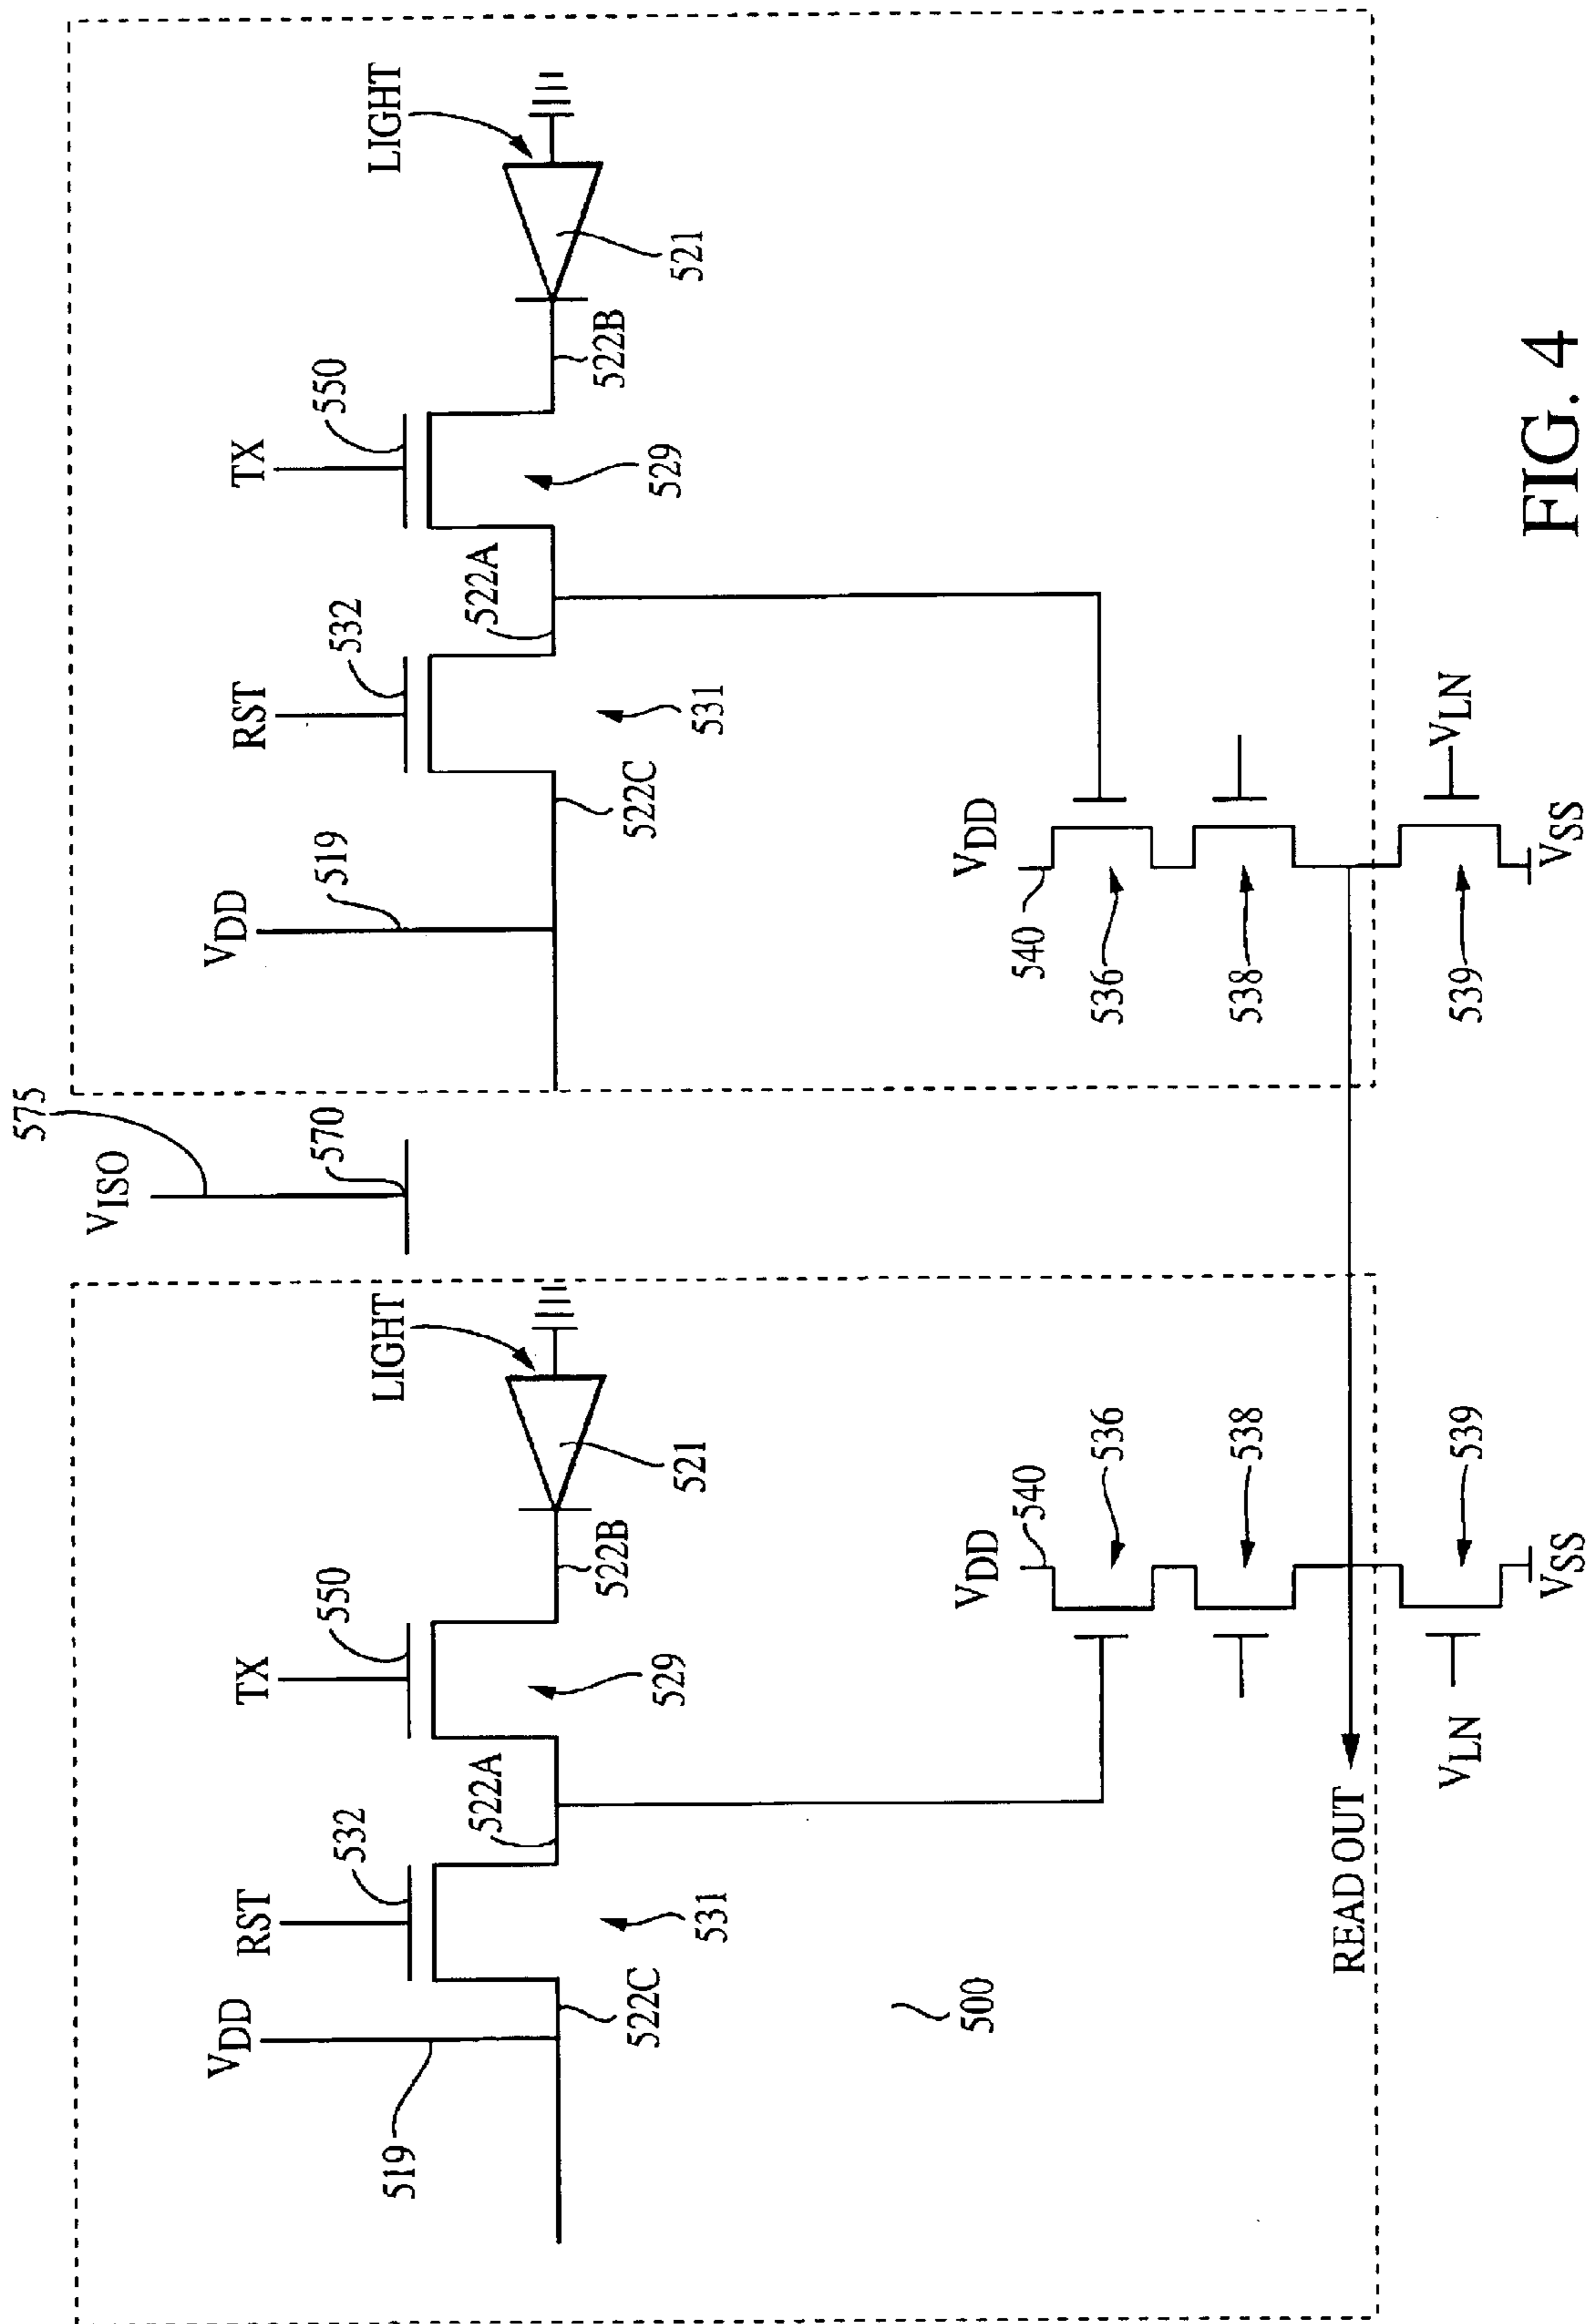 575
VISO
VDD RST TX VDD RST TX
532 550 570 519 532 550
519 LIGHT LIGHT
522A 522A
522C 522B 522C 522B
531 529 521 531 529 521
500 VDD 540 VDD 540
536 536
538 538
READ OUT
VLN 539 539 VLN
VSS VSS
FIG. 4